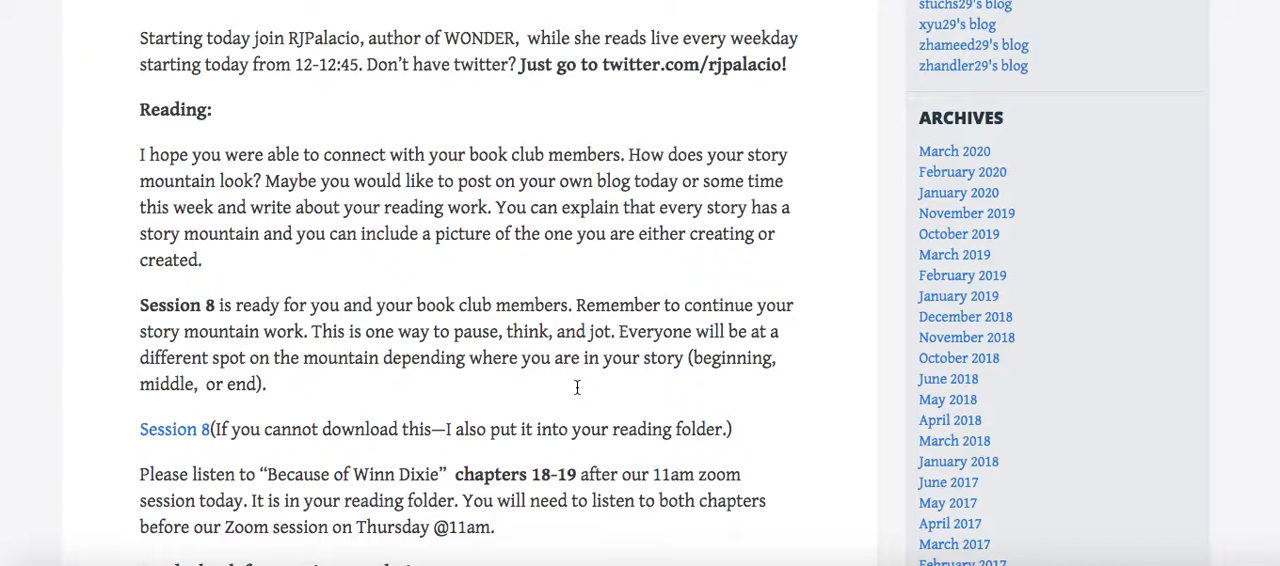 Starting today join RJPalacio, author of WONDER,  while she reads live every weekday
starting today from 12-12:45. Don’t have twitter? Just go to twitter.com/rjpalacio!
Reading:
I hope you were able to connect with your book club members. How does your story
mountain look? Maybe you would like to post on your own blog today or some time
this week and write about your reading work. You can explain that every story has a
story mountain and you can include a picture of the one you are either creating or
created.
Session 8 is ready for you and your book club members. Remember to continue your
story mountain work. This is one way to pause, think, and jot. Everyone will be at a
different spot on the mountain depending where you are in your story (beginning,
middle,  or end).
Session 8(If you cannot download this—I also put it into your reading folder.)
Please listen to “Because of Winn Dixie”  chapters 18-19 after our 11am zoom
session today. It is in your reading folder. You will need to listen to both chapters
before our Zoom session on Thursday @11am.
sfuchs29's blog
xyu29's blog
zhameed29's blog
zhandler29's blog
ARCHIVES
March 2020
February 2020
January 2020
November 2019
October 2019
March 2019
February 2019
January 2019
December 2018
November 2018
October 2018
June 2018
May 2018
April 2018
March 2018
January 2018
June 2017
May 2017
April 2017
March 2017
February 2017